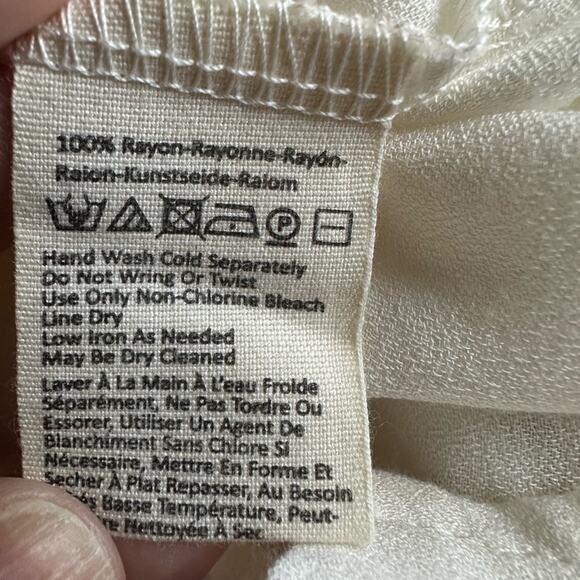 100% Rayon-Rayonne-Rayón-
Raion-Kunstseide-Raiom
Hand Wash Cold Separately
Do Not Wring Or Twist
Use Only Non-Chlorine Bleach
Line Dry
Low Iron As Needed
May Be Dry Cleaned
Laver À La Main À L'eau Froide
Séparément, Ne Pas Tordre Ou
Essorer, Utiliser Un Agent De
Blanchiment Sans Chlore Si
Nécessaire, Mettre En Forme Et
Secher À Plat Repasser, Au Besoin
Basse Température, Peut-
Nettoyée À Sec